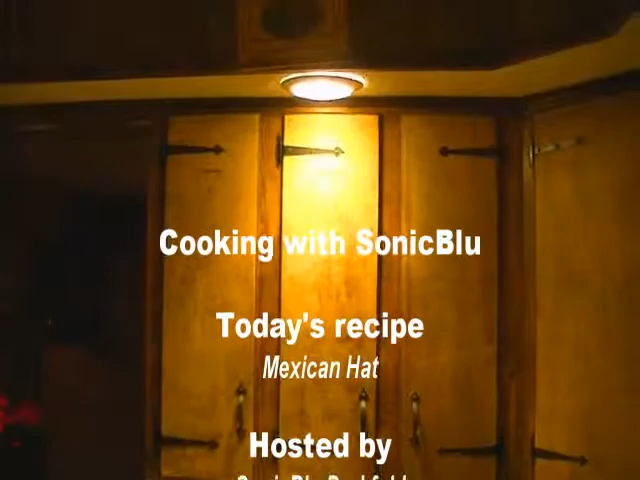 Cooking with SonicBlu
Today's recipe
Mexican Hat
Hosted by